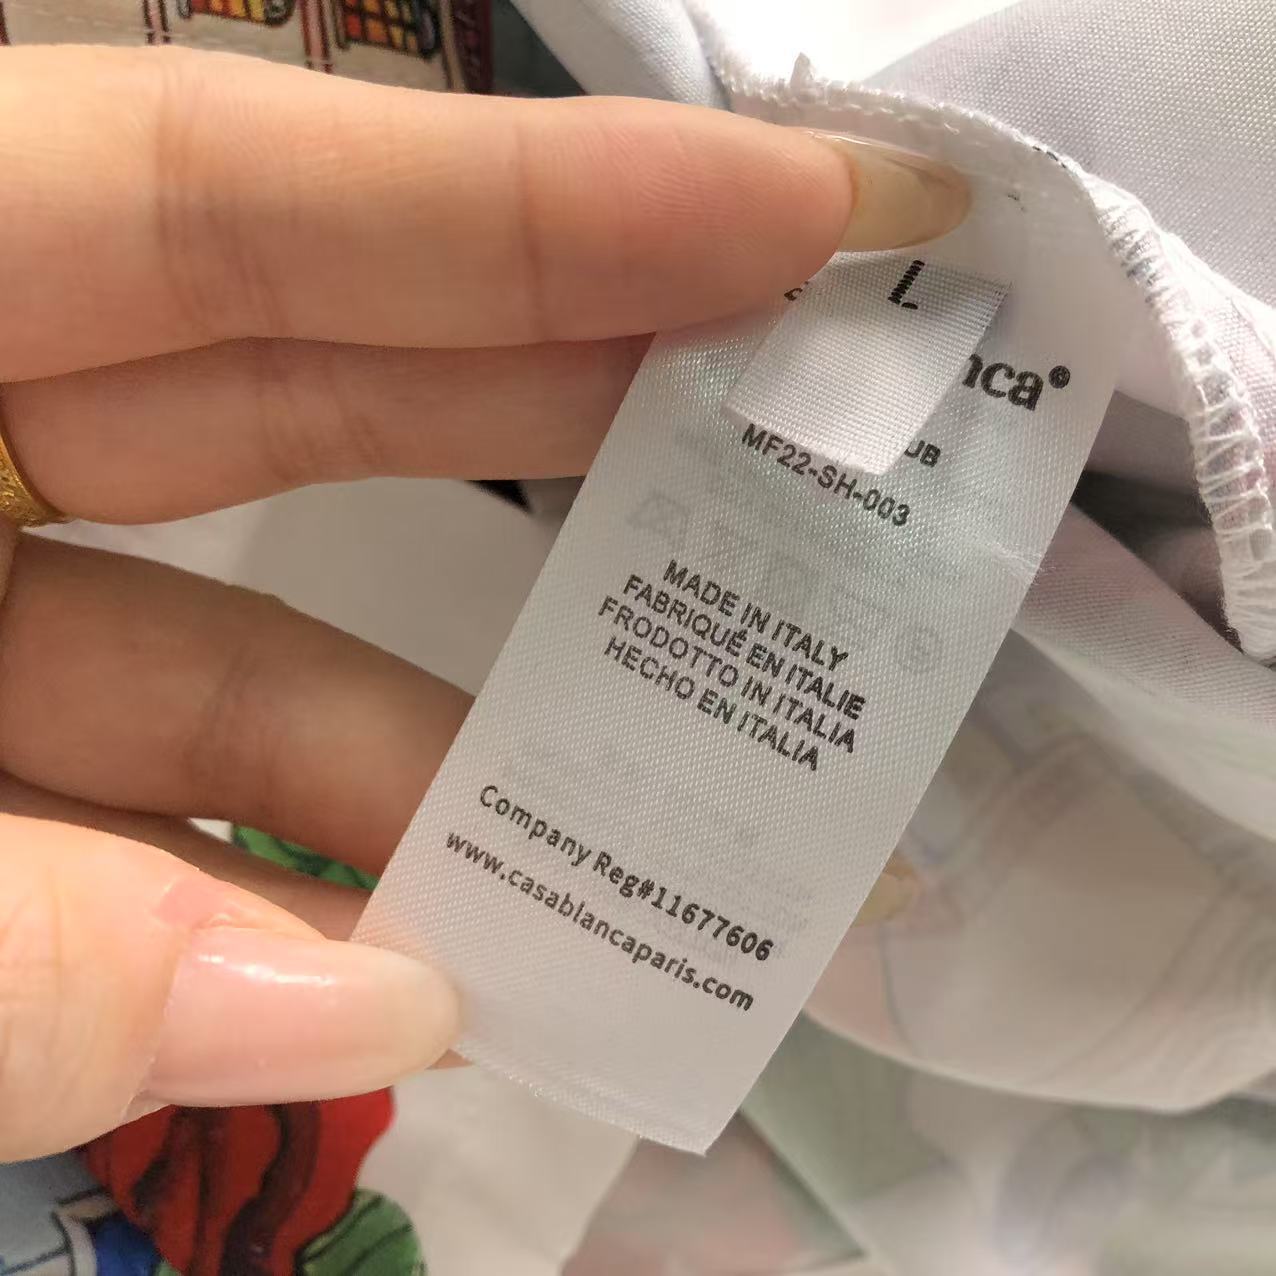 L
nca®
UB
MF22-SH-003
MADE IN ITALY
FABRIQUÉ EN ITALIE
FRODOTTO IN ITALIA
HECHO EN ITALIA
Company Reg#11677606
www.casablancaparis.com